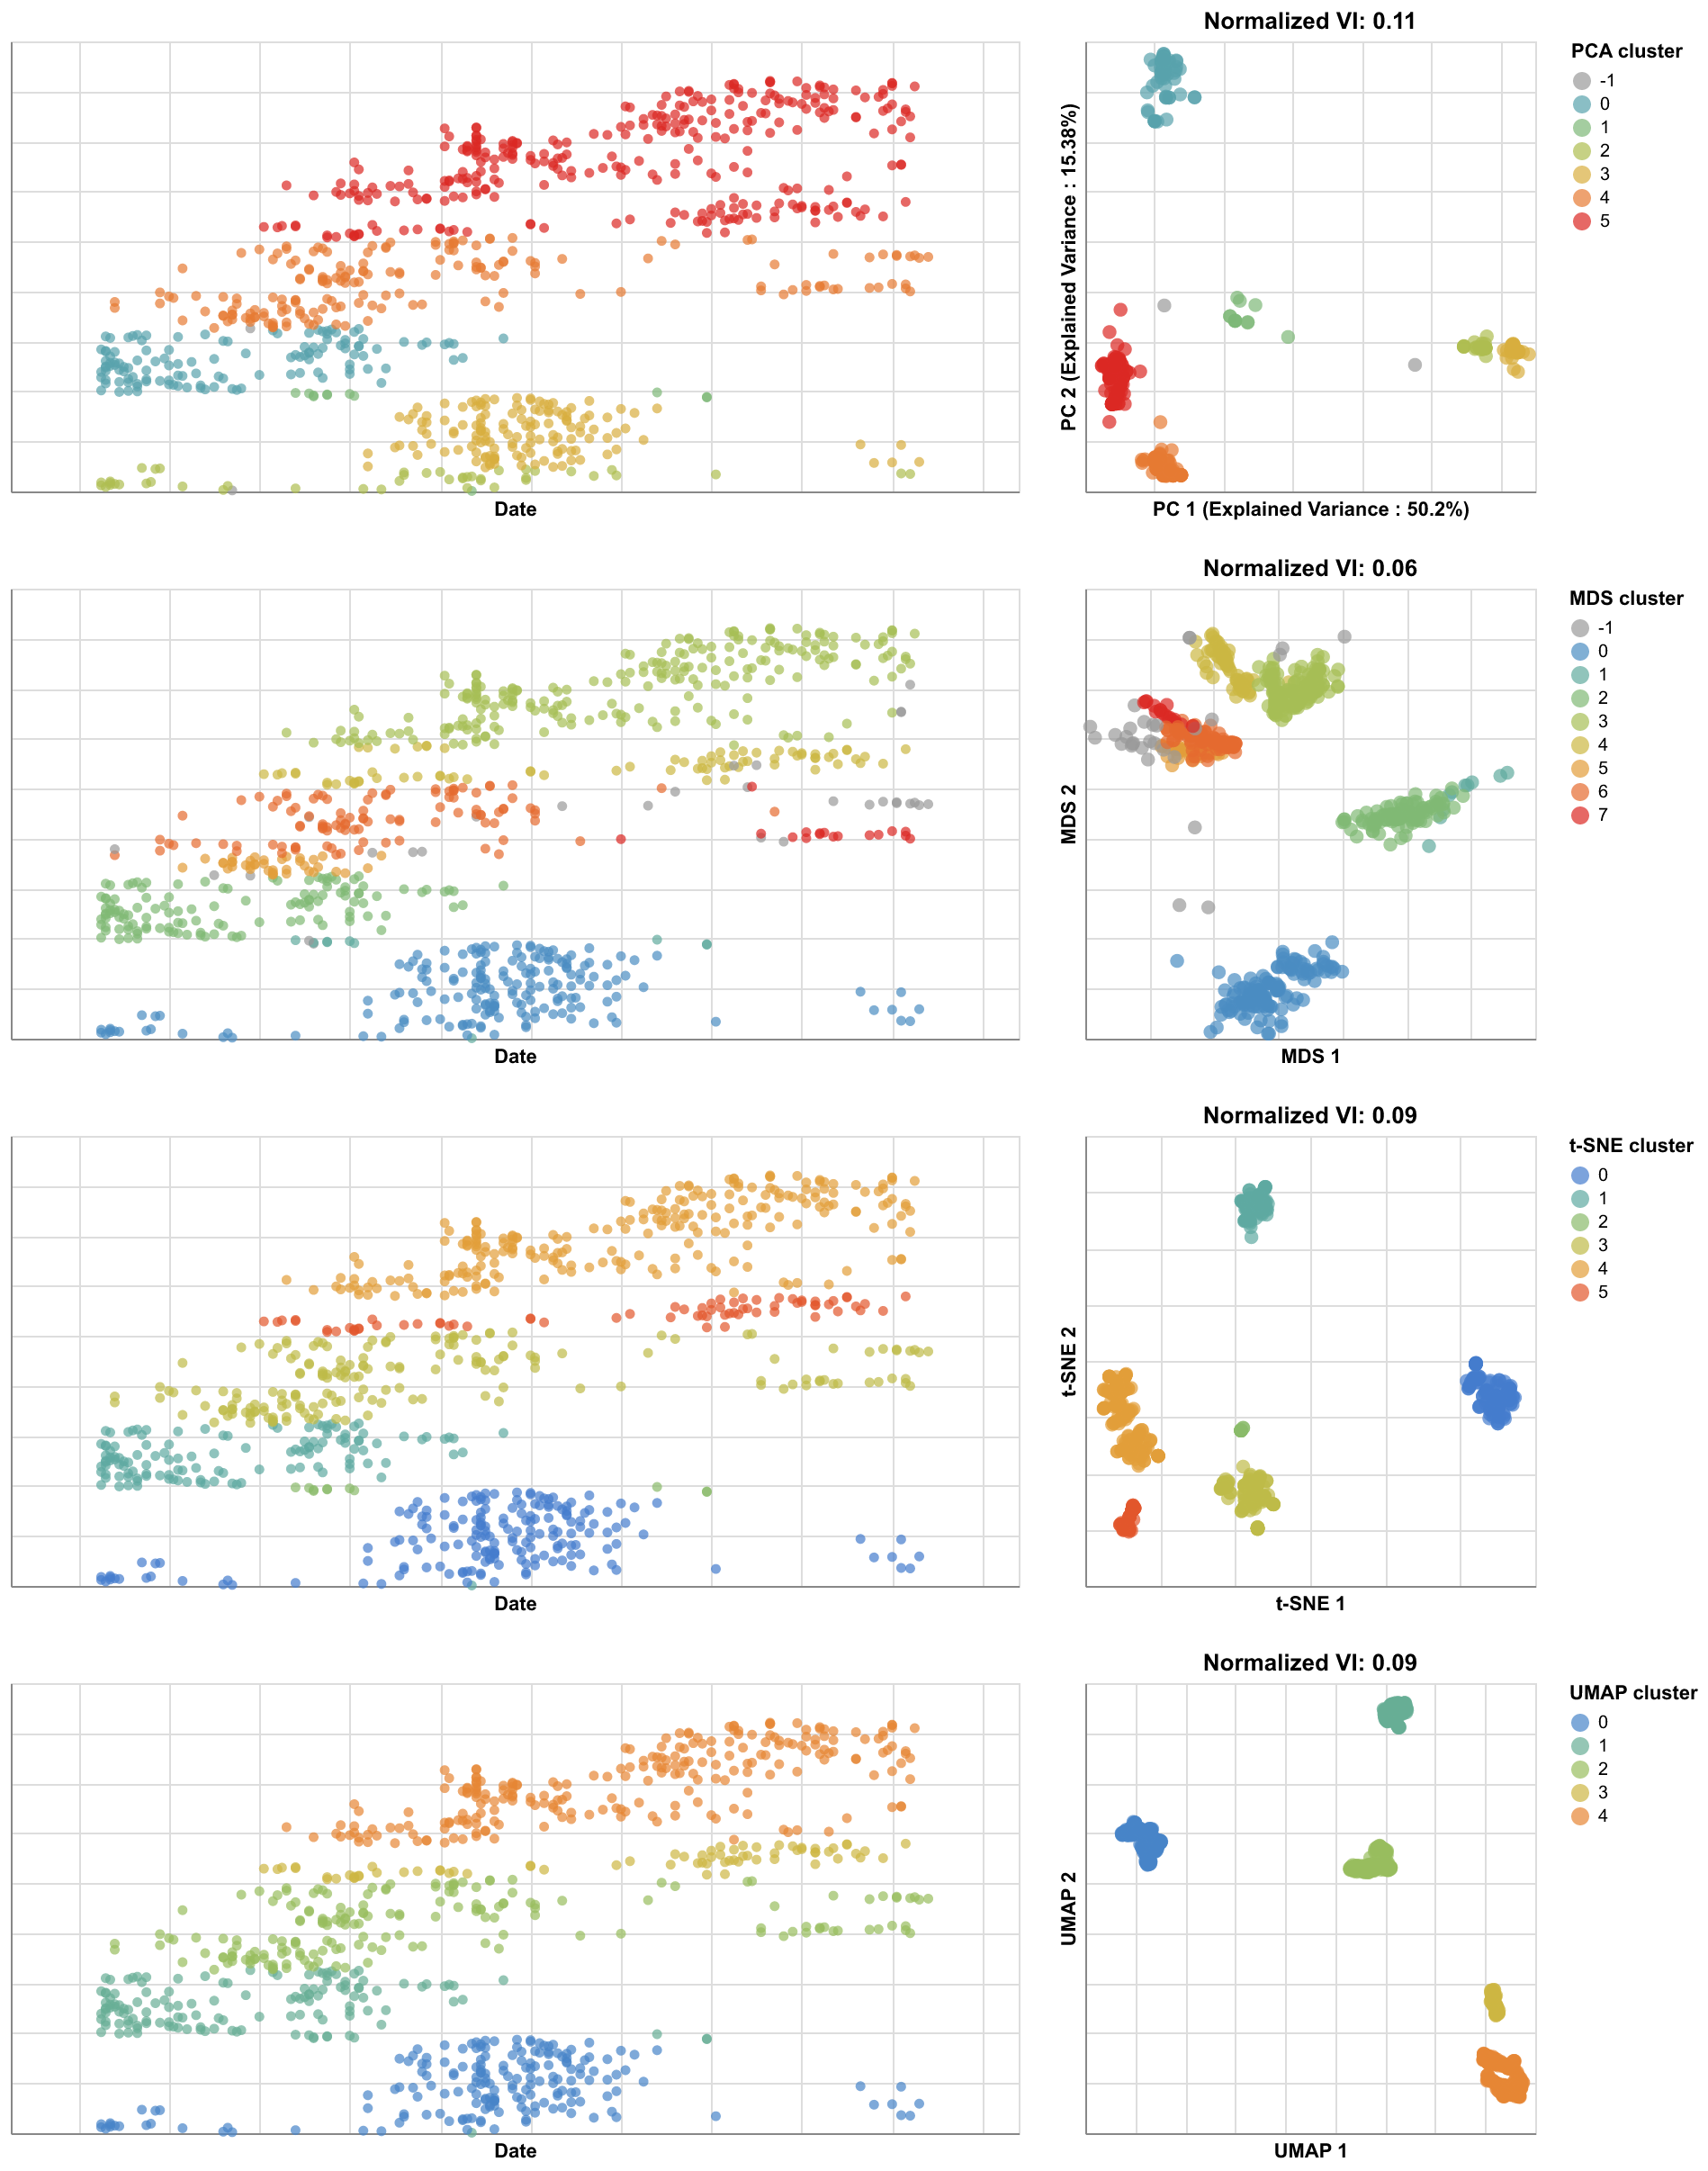 Normalized VI: 0.11
PCA cluster
-1
0
1
2
3
4
5
PC 2 (Explained Variance : 15.38%)
Date
PC 1 (Explained Variance : 50.2%)
Normalized VI: 0.06
MDS cluster
-1
0
1
2
3
4
5
6
7
MDS 2
Date
MDS 1
Normalized VI: 0.09
t-SNE cluster
0
1
2
3
4
5
t-SNE 2
Date
t-SNE 1
Normalized VI: 0.09
UMAP cluster
0
1
2
3
4
UMAP 2
Date
UMAP 1